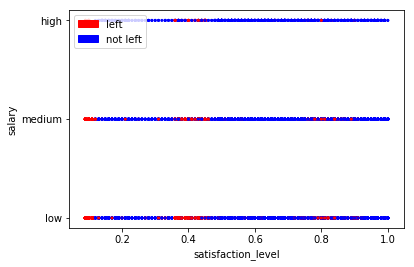 high
left
not left
medium
salary
low
0.2
0.4
0.6
0.8
1.0
satisfaction_level